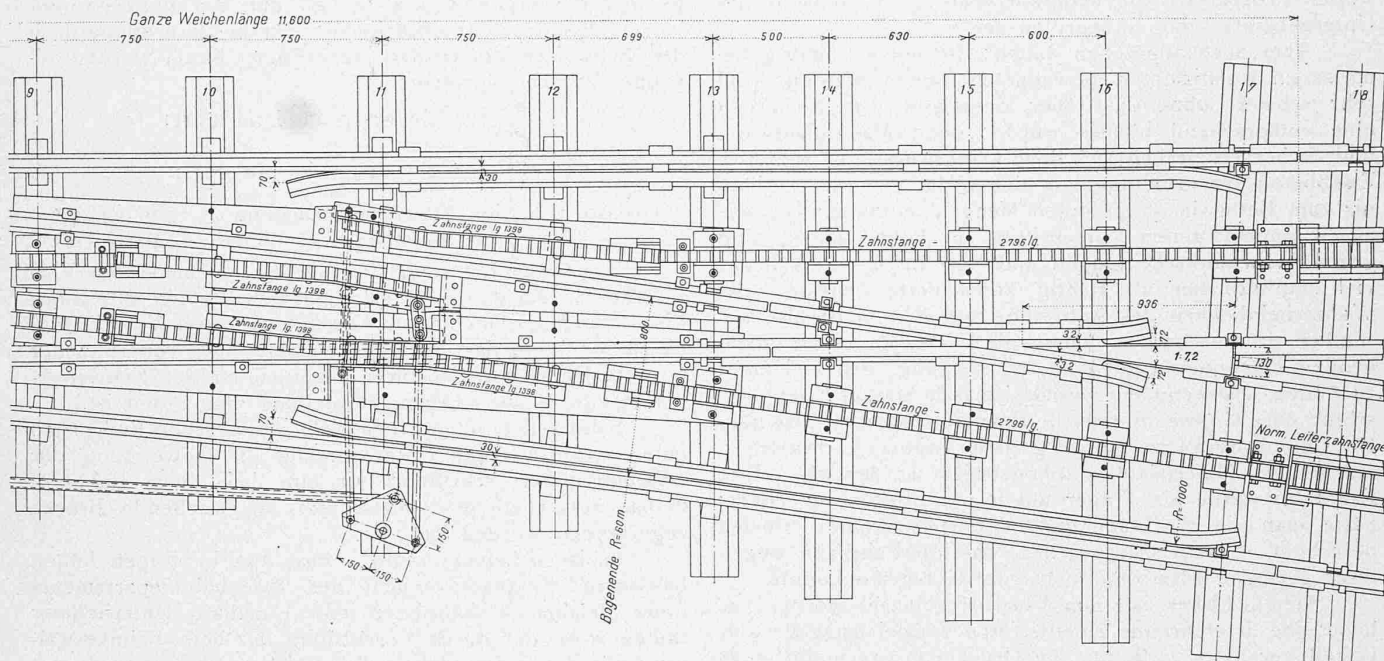 Ganze Weichenlänge 11,600
750
750
750
699
500
630
600
9
10
11
12
13
14
15
16
17
18
70
30
Zahnstange lg 1398
Zahnstange -
2796 lg.
Zahnstange lg. 1398
Zahnstange lg. 1398
Zahnstange lg. 1398
800
936
32
72
1:7,2
130
32
72
70
30
Zahnstange -
2796 lg.
Norm. Leiterzahnstange
R=1000
150
150
150
Bogenende R=60m